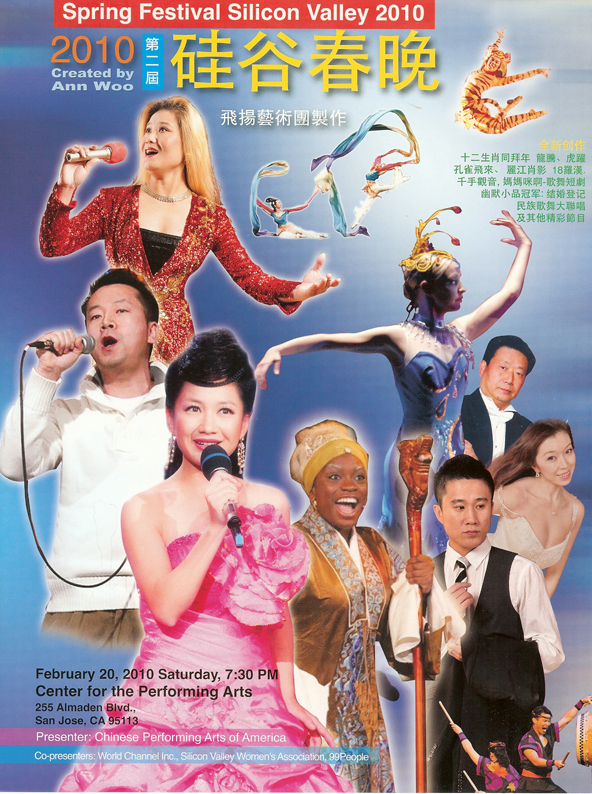 Spring Festival Silicon Valley 2010
2010
Created by
Ann Woo
第二屆
硅谷春晚
飛揚藝術團製作
全新創作
十二生肖同拜年 龍騰、虎躍
孔雀飛來、麗江肖影 18羅漢.
千手觀音, 媽媽咪啊-歌舞短劇
幽默小品冠軍: 结婚登记
民族歌舞大聯唱
及其他精彩節目
February 20, 2010 Saturday, 7:30 PM
Center for the Performing Arts
255 Almaden Blvd.,
San Jose, CA 95113
Presenter: Chinese Performing Arts of America
Co-presenters: World Channel Inc., Silicon Valley Women's Association, 99People